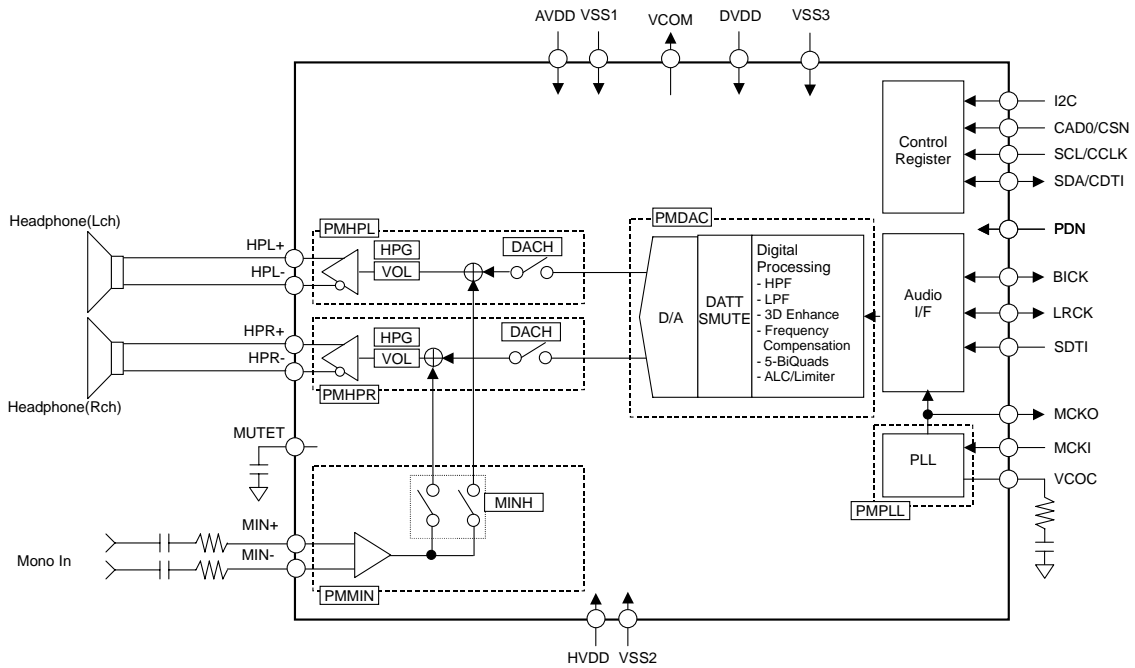 AVDD VSS1 VCOM DVDD VSS3
I2C
CAD0/CSN
SCL/CCLK
SDA/CDTI
Control
Register
PDN
Headphone(Lch)
HPL+
HPL-
PMHPL
HPG
VOL
DACH
PMDAC
D/A
DATT
SMUTE
Digital
Processing
- HPF
- LPF
- 3D Enhance
- Frequency
Compensation
- 5-BiQuads
- ALC/Limiter
Audio
I/F
BICK
LRCK
SDTI
HPR+
HPR-
HPG
VOL
DACH
PMHPR
Headphone(Rch)
MCKO
MCKI
VCOC
PLL
PMPLL
MUTET
MINH
MIN+
MIN-
Mono In
PMMIN
HVDD VSS2